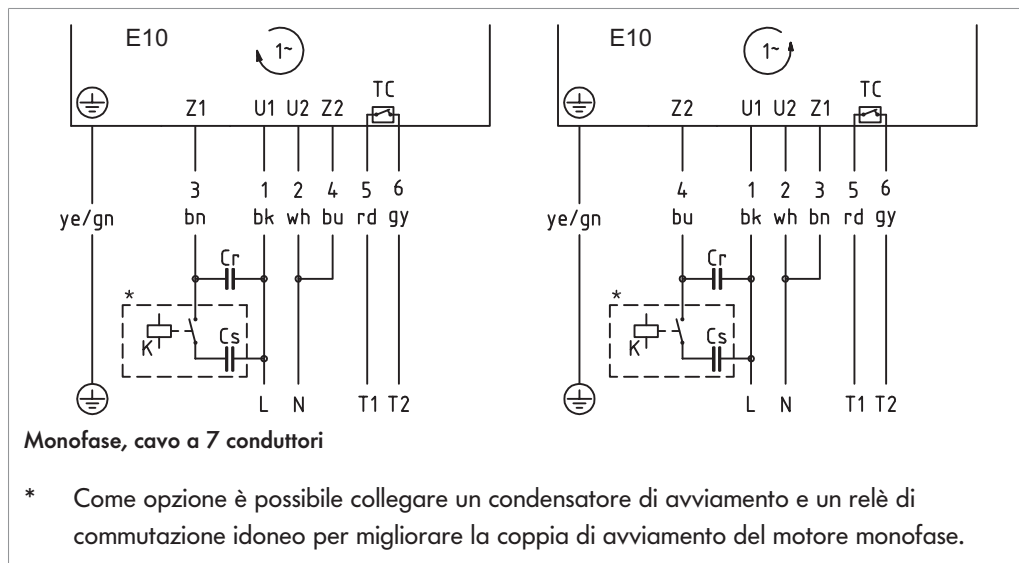 E10 1~ E10 1~
TC TC
Z1 U1 U2 Z2 Z2 U1 U2 Z1
3 1 2 4 5 6 4 1 2 3 5 6
ye/gn bn bk wh bu rd gy ye/gn bu bk wh bn rd gy
Cr Cr
* *
K Cs K Cs
L N T1 T2 L N T1 T2
Monofase, cavo a 7 conduttori
* Come opzione è possibile collegare un condensatore di avviamento e un relè di
commutazione idoneo per migliorare la coppia di avviamento del motore monofase.